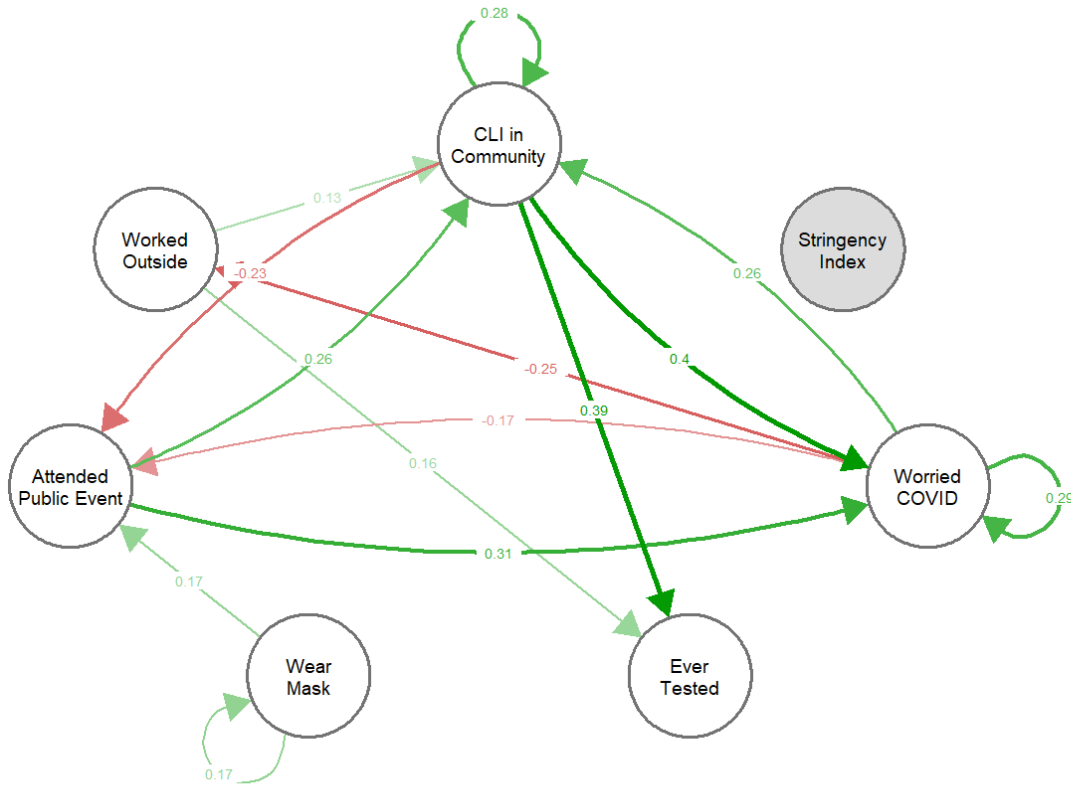 0.28
CLI in
Community
0.13
Worked
Outside
Stringency
Index
-0.23
0.26
0.26
0.4
-0.25
0.39
-0.17
0.16
Attended
Public Event
Worried
COVID
0.29
0.31
0.17
Wear
Mask
Ever
Tested
0.17